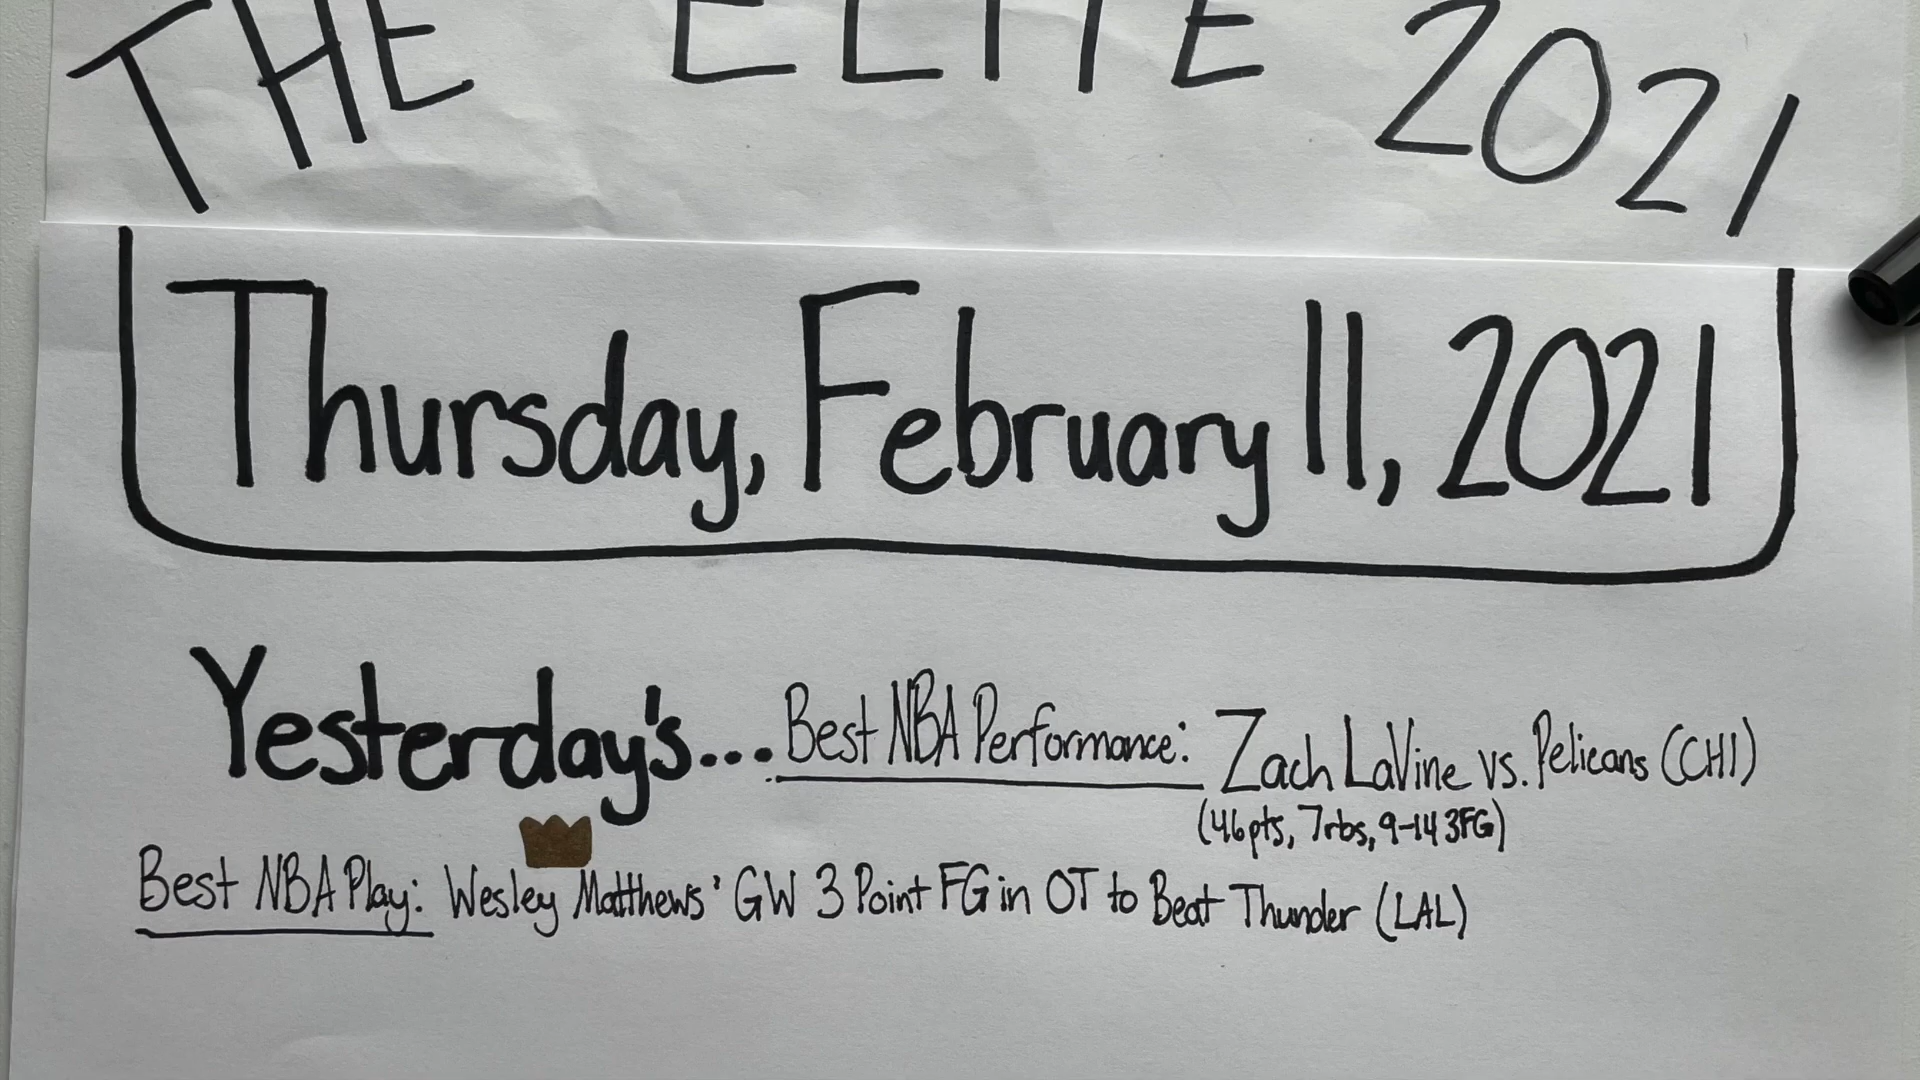 THE ELITE 2021
Thursday, February 11, 2021
Yesterday's... Best NBA Performance: Zach LaVine vs. Pelicans (CHI)
(46pts, 7rbs, 9-14 3FG)
Best NBA Play: Wesley Matthews' GW 3 Point FG in OT to Beat Thunder (LAL)